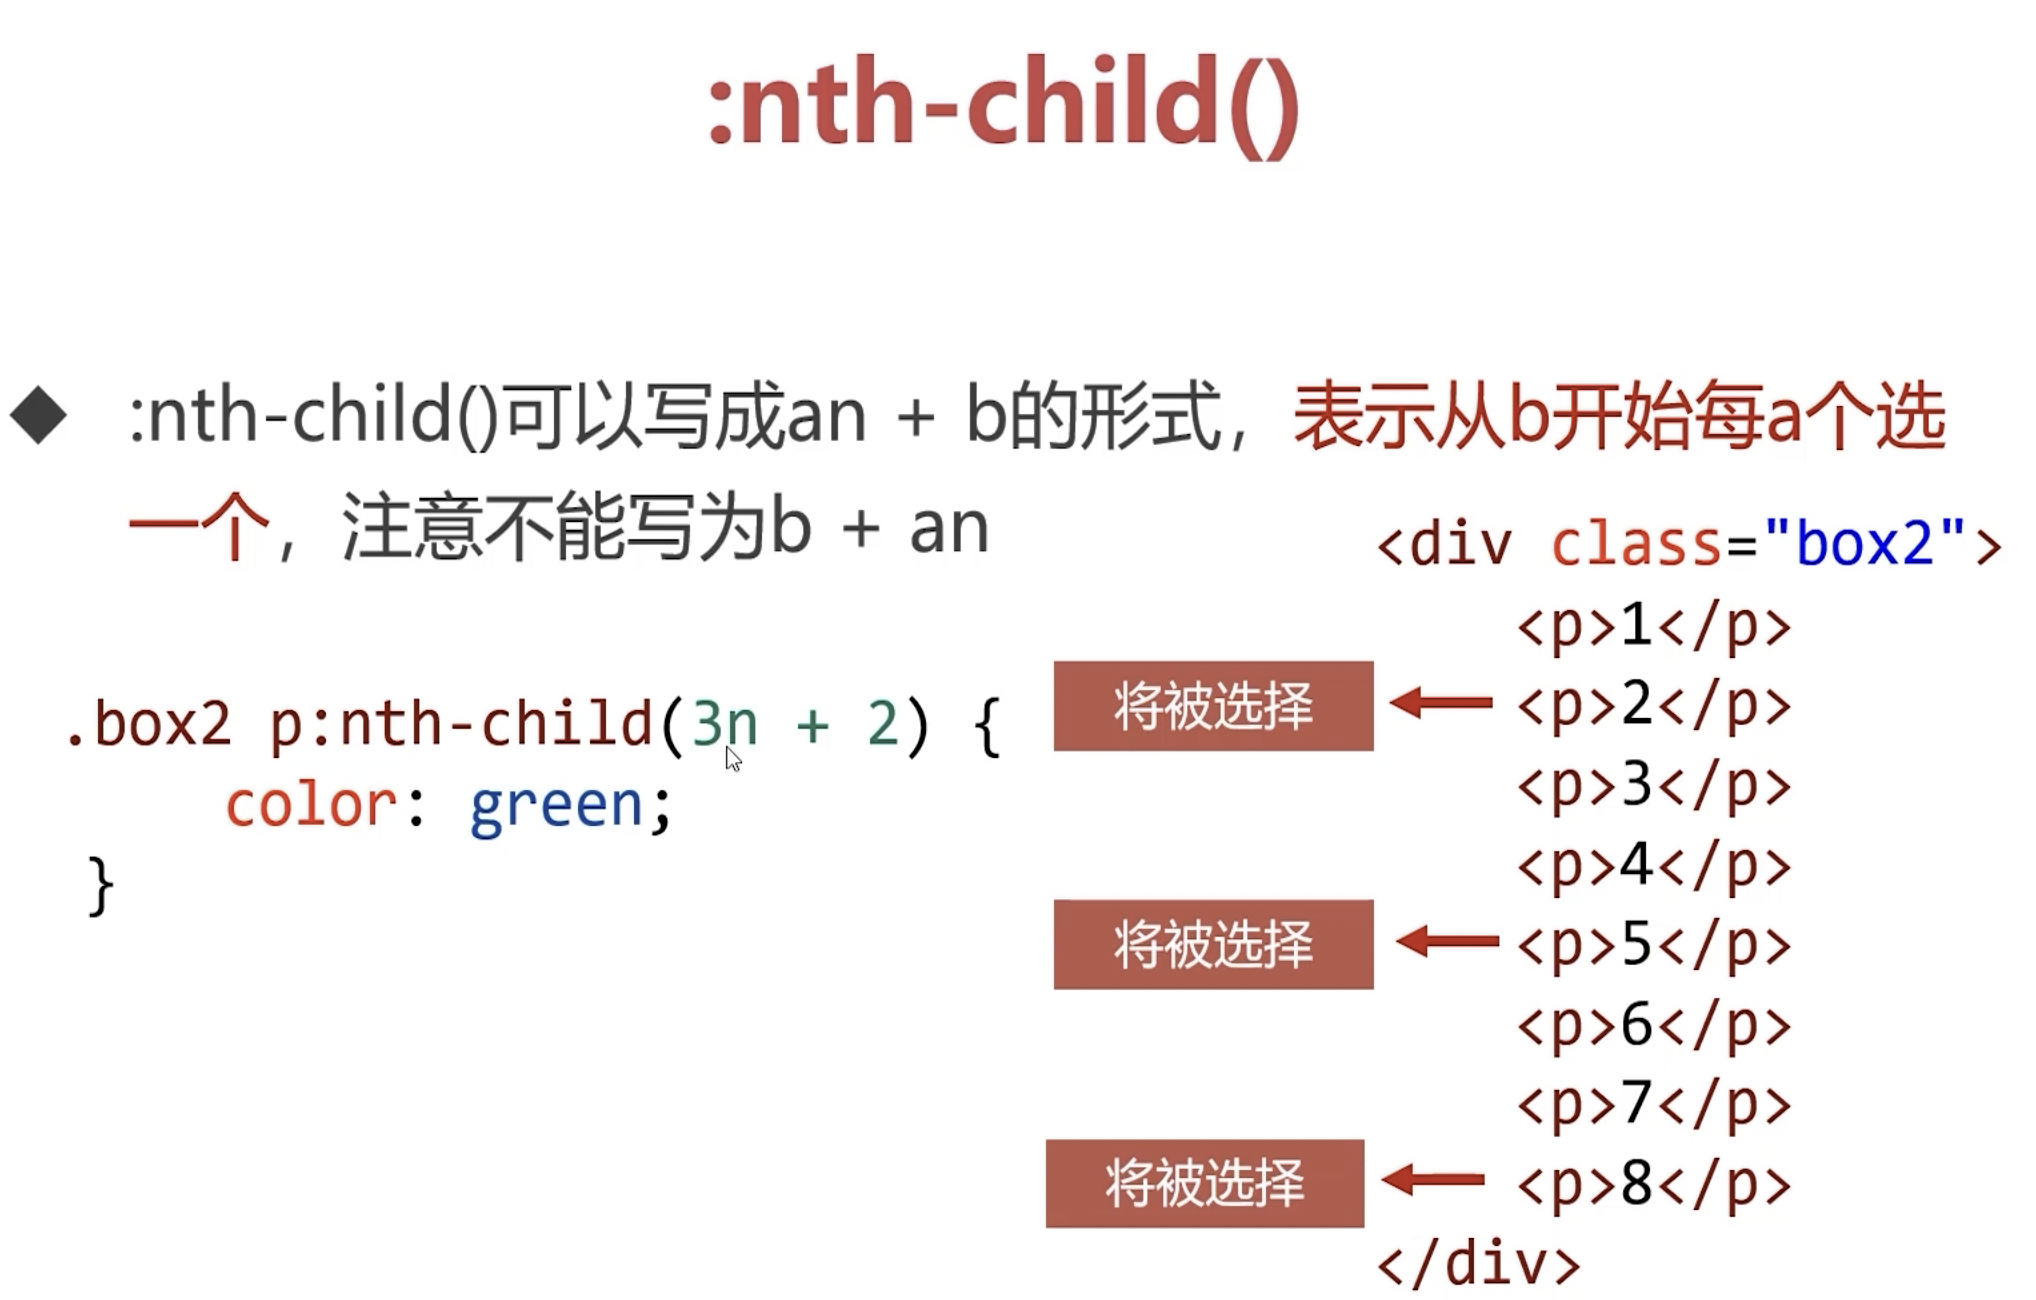 :nth-child()
:nth-child()可以写成an + b的形式，表示从b开始每a个选
一个，注意不能写为b + an
.box2 p:nth-child(3n + 2) {
color: green;
}
<div class="box2">
<p>1</p>
将被选择 <p>2</p>
<p>3</p>
<p>4</p>
将被选择 <p>5</p>
<p>6</p>
<p>7</p>
将被选择 <p>8</p>
</div>